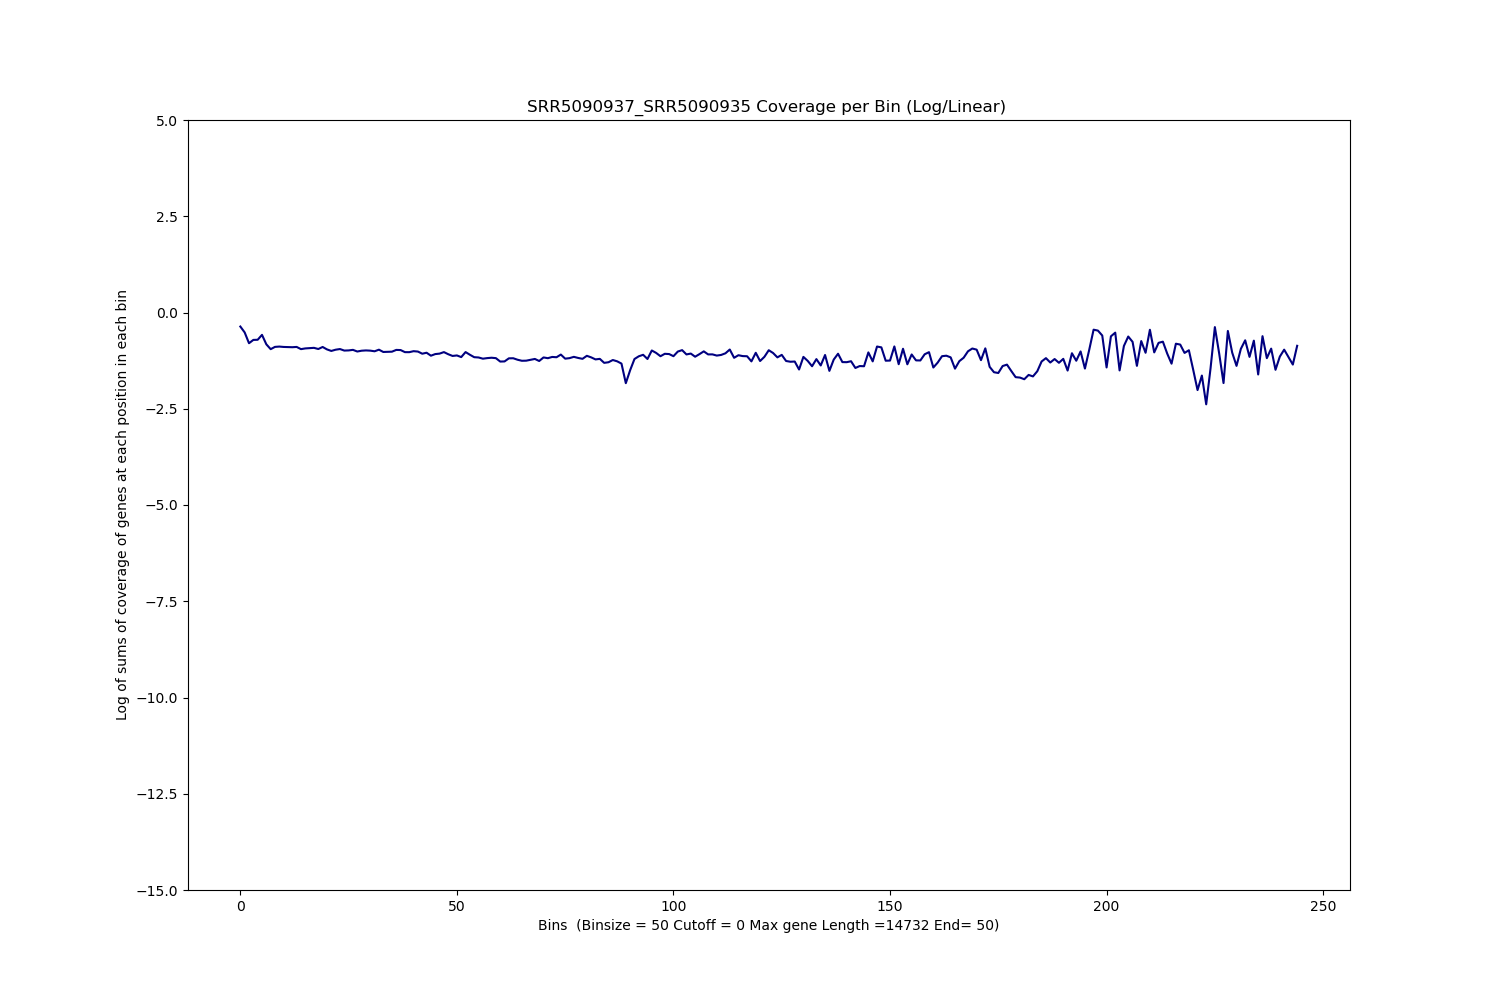 SRR5090937_SRR5090935 Coverage per Bin (Log/Linear)
5.0
2.5
0.0
−2.5
−5.0
−7.5
−10.0
−12.5
−15.0
Log of sums of coverage of genes at each position in each bin
0 50 100 150 200 250
Bins  (Binsize = 50 Cutoff = 0 Max gene Length =14732 End= 50)